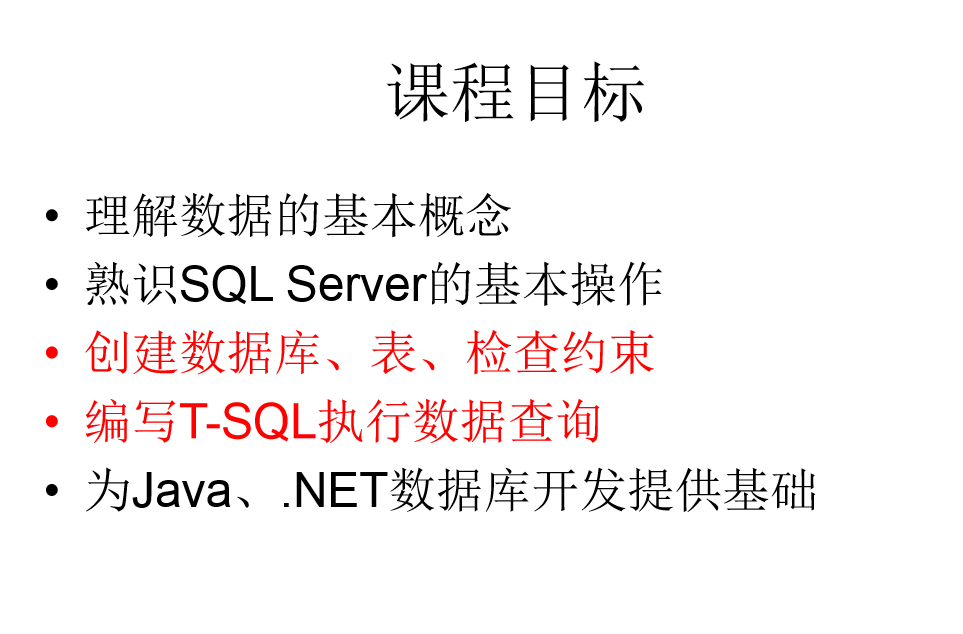 课程目标
• 理解数据的基本概念
• 熟识SQL Server的基本操作
• 创建数据库、表、检查约束
• 编写T-SQL执行数据查询
• 为Java、.NET数据库开发提供基础